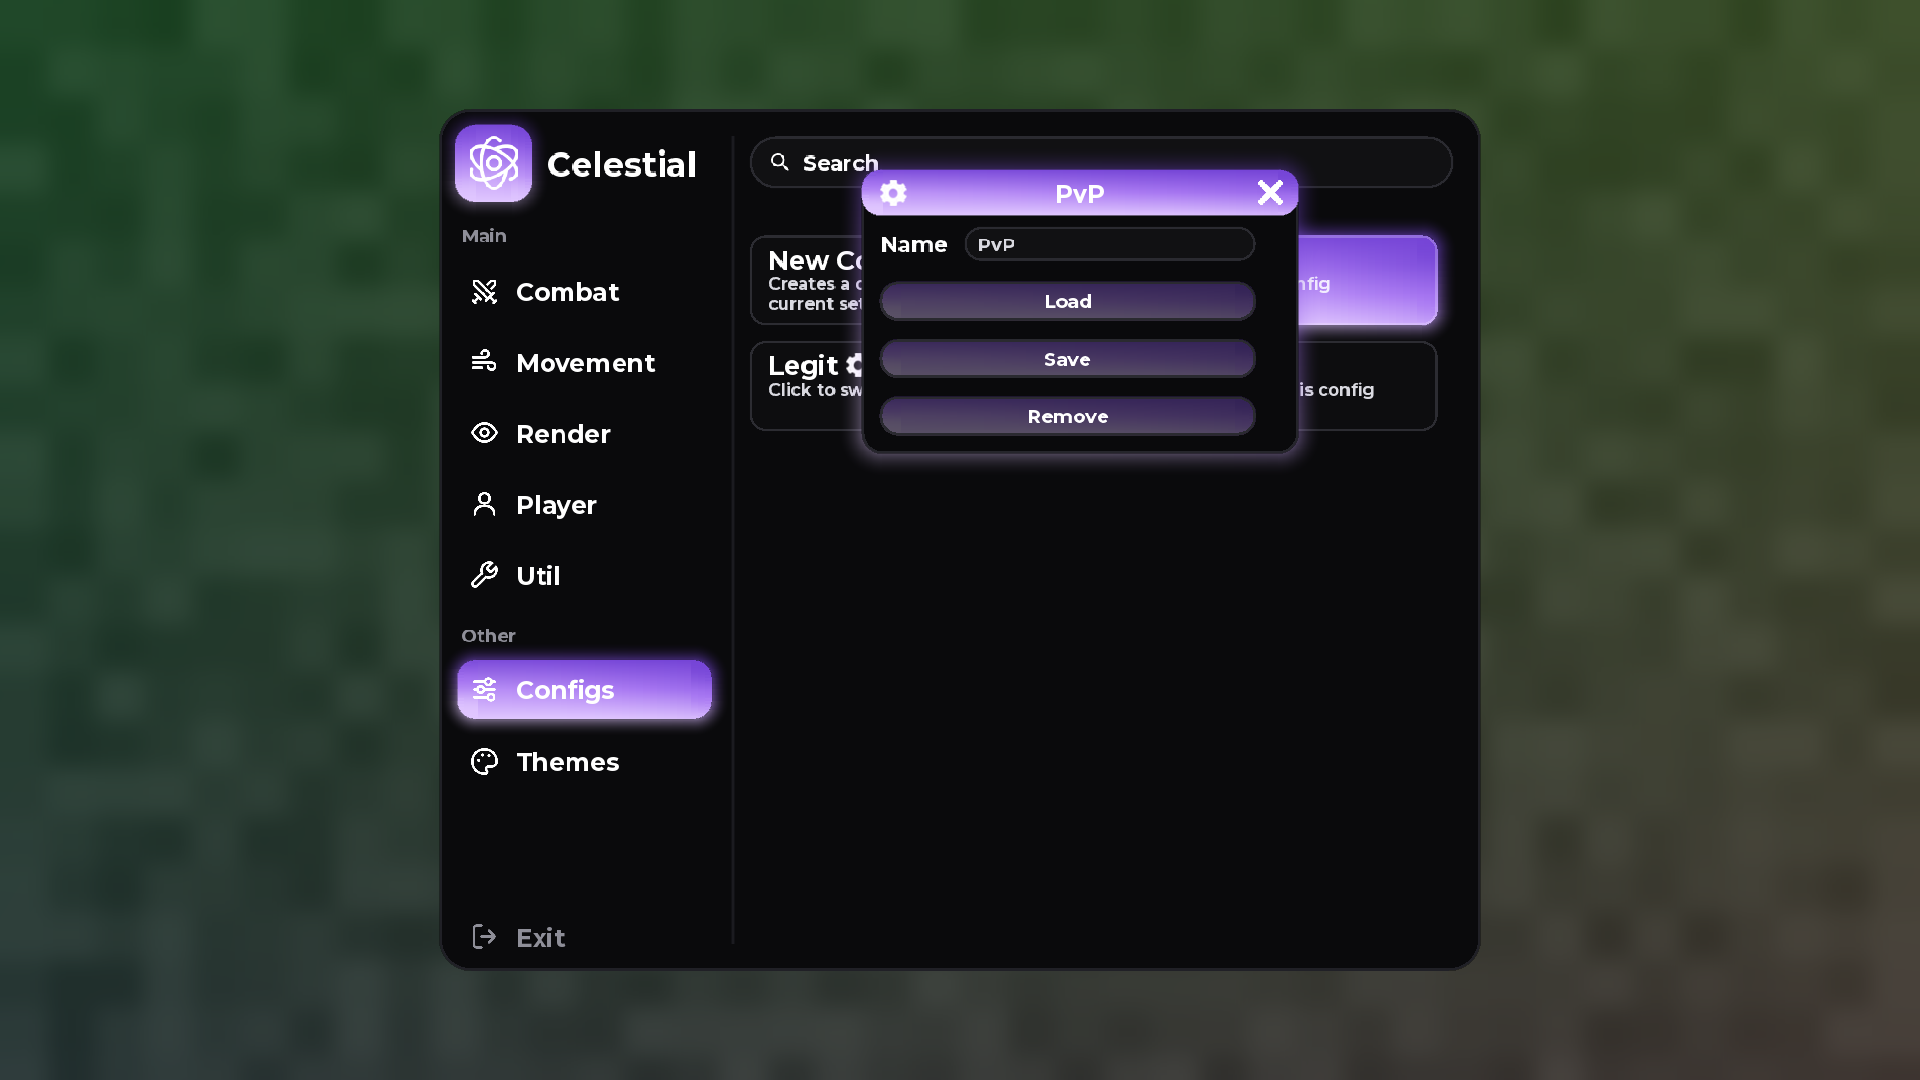 Celestial
Search
PvP
Main
Name PvP
New Co
Creates a c
current set
nfig
Load
Combat
Save
Movement
Legit
Click to sw
is config
Remove
Render
Player
Util
Other
Configs
Themes
Exit